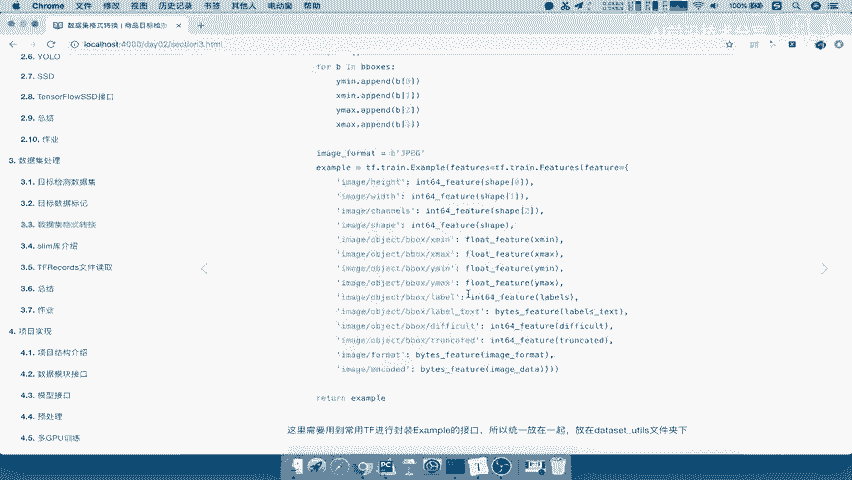 Chrome 文件 修改 视图 历史记录 书签 其他人 电动窗 帮助
100%
数据集格式转换 | 商品目标检测
localhost:4000/day02/section3.html
2.6. YOLO
2.7. SSD
2.8. TensorFlowSSD接口
2.9. 总结
2.10. 作业
3. 数据集处理
3.1. 目标检测数据集
3.2. 目标数据标记
3.3. 数据集格式转换
3.4. slim库介绍
3.5. TFRecords文件读取
3.6. 总结
3.7. 作业
4. 项目实现
4.1. 项目结构介绍
4.2. 数据模块接口
4.3. 模型接口
4.4. 预处理
4.5. 多GPU训练
for b in bboxes:
ymin.append(b[0])
xmin.append(b[1])
ymax.append(b[2])
xmax.append(b[3])
image_format = b'JPEG'
example = tf.train.Example(features=tf.train.Features(feature={
'image/height': int64_feature(shape[0]),
'image/width': int64_feature(shape[1]),
'image/channels': int64_feature(shape[2]),
'image/shape': int64_feature(shape),
'image/object/bbox/xmin': float_feature(xmin),
'image/object/bbox/xmax': float_feature(xmax),
'image/object/bbox/ymin': float_feature(ymin),
'image/object/bbox/ymax': float_feature(ymax),
'image/object/bbox/label': int64_feature(labels),
'image/object/bbox/label_text': bytes_feature(labels_text),
'image/object/bbox/difficult': int64_feature(difficult),
'image/object/bbox/truncated': int64_feature(truncated),
'image/format': bytes_feature(image_format),
'image/encoded': bytes_feature(image_data)}))
return example
这里需要用到常用TF进行封装Example的接口，所以统一放在一起，放在dataset_utils文件夹下